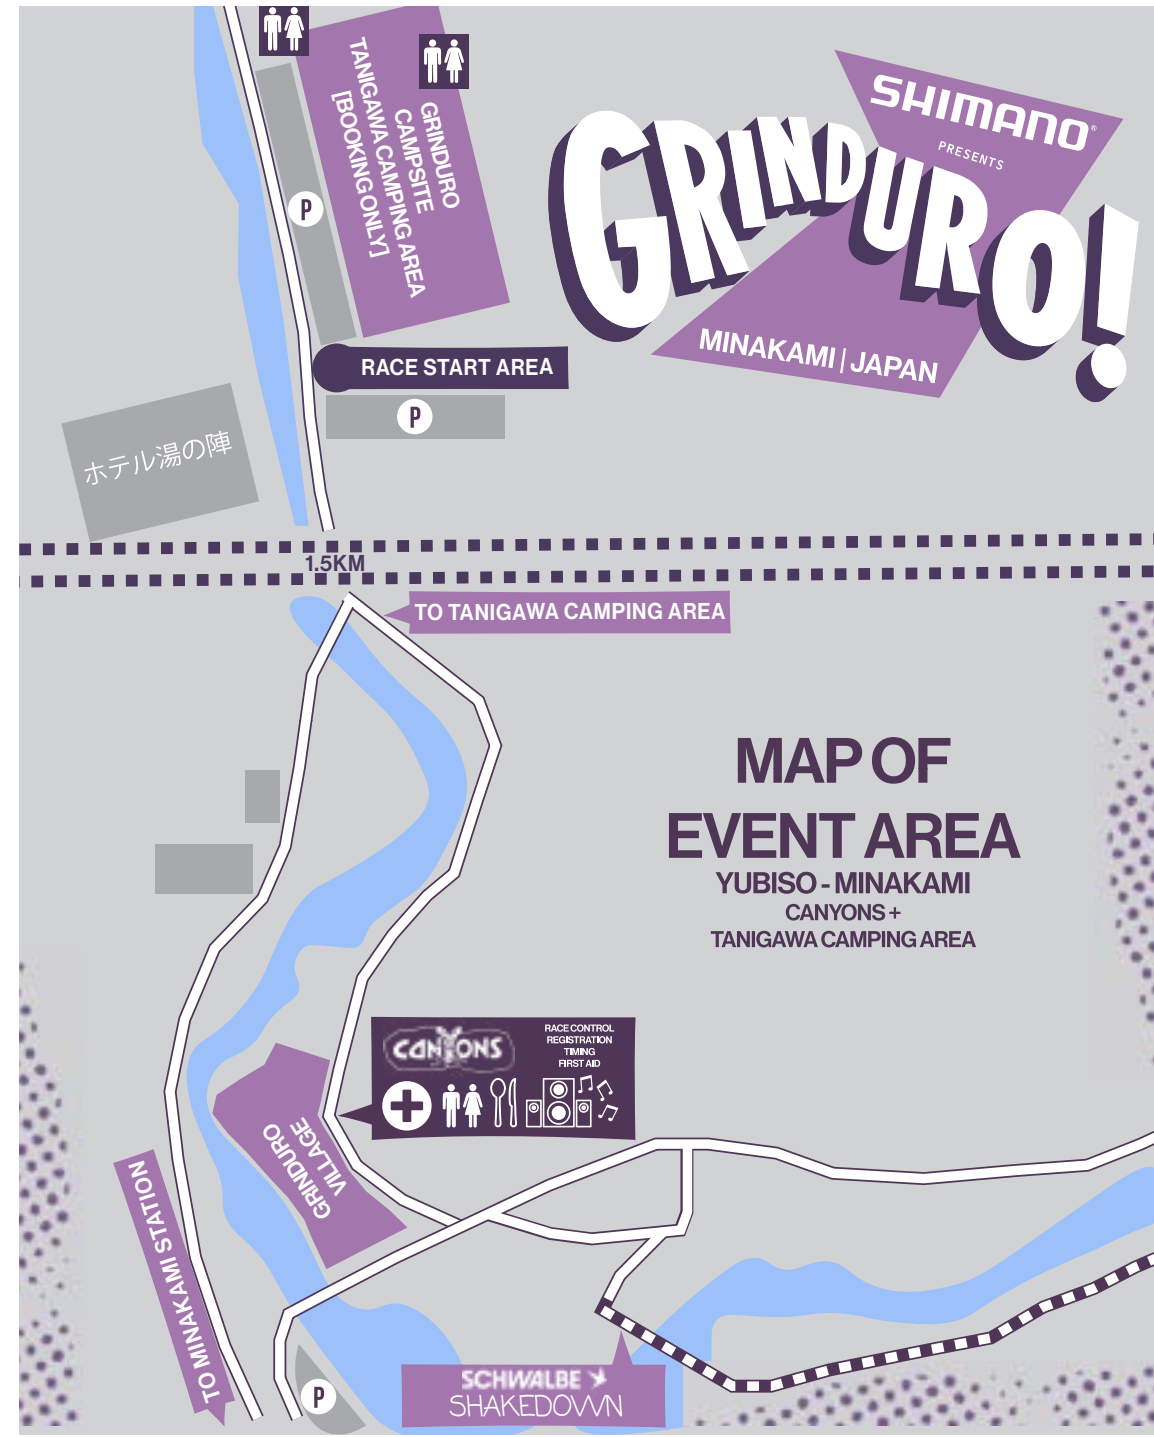 SHIMANO
PRESENTS
GRINDURO!
MINAKAMI | JAPAN
GRINDURO
CAMPSITE
TANIGAWA CAMPING AREA
[BOOKING ONLY]
P
RACE START AREA
P
ホテル湯の陣
1.5KM
TO TANIGAWA CAMPING AREA
MAP OF
EVENT AREA
YUBISO - MINAKAMI
CANYONS +
TANIGAWA CAMPING AREA
CANYONS
RACE CONTROL
REGISTRATION
TIMING
FIRST AID
GRINDURO
VILLAGE
TO MINAKAMI STATION
SCHWALBE
SHAKEDOWN
P